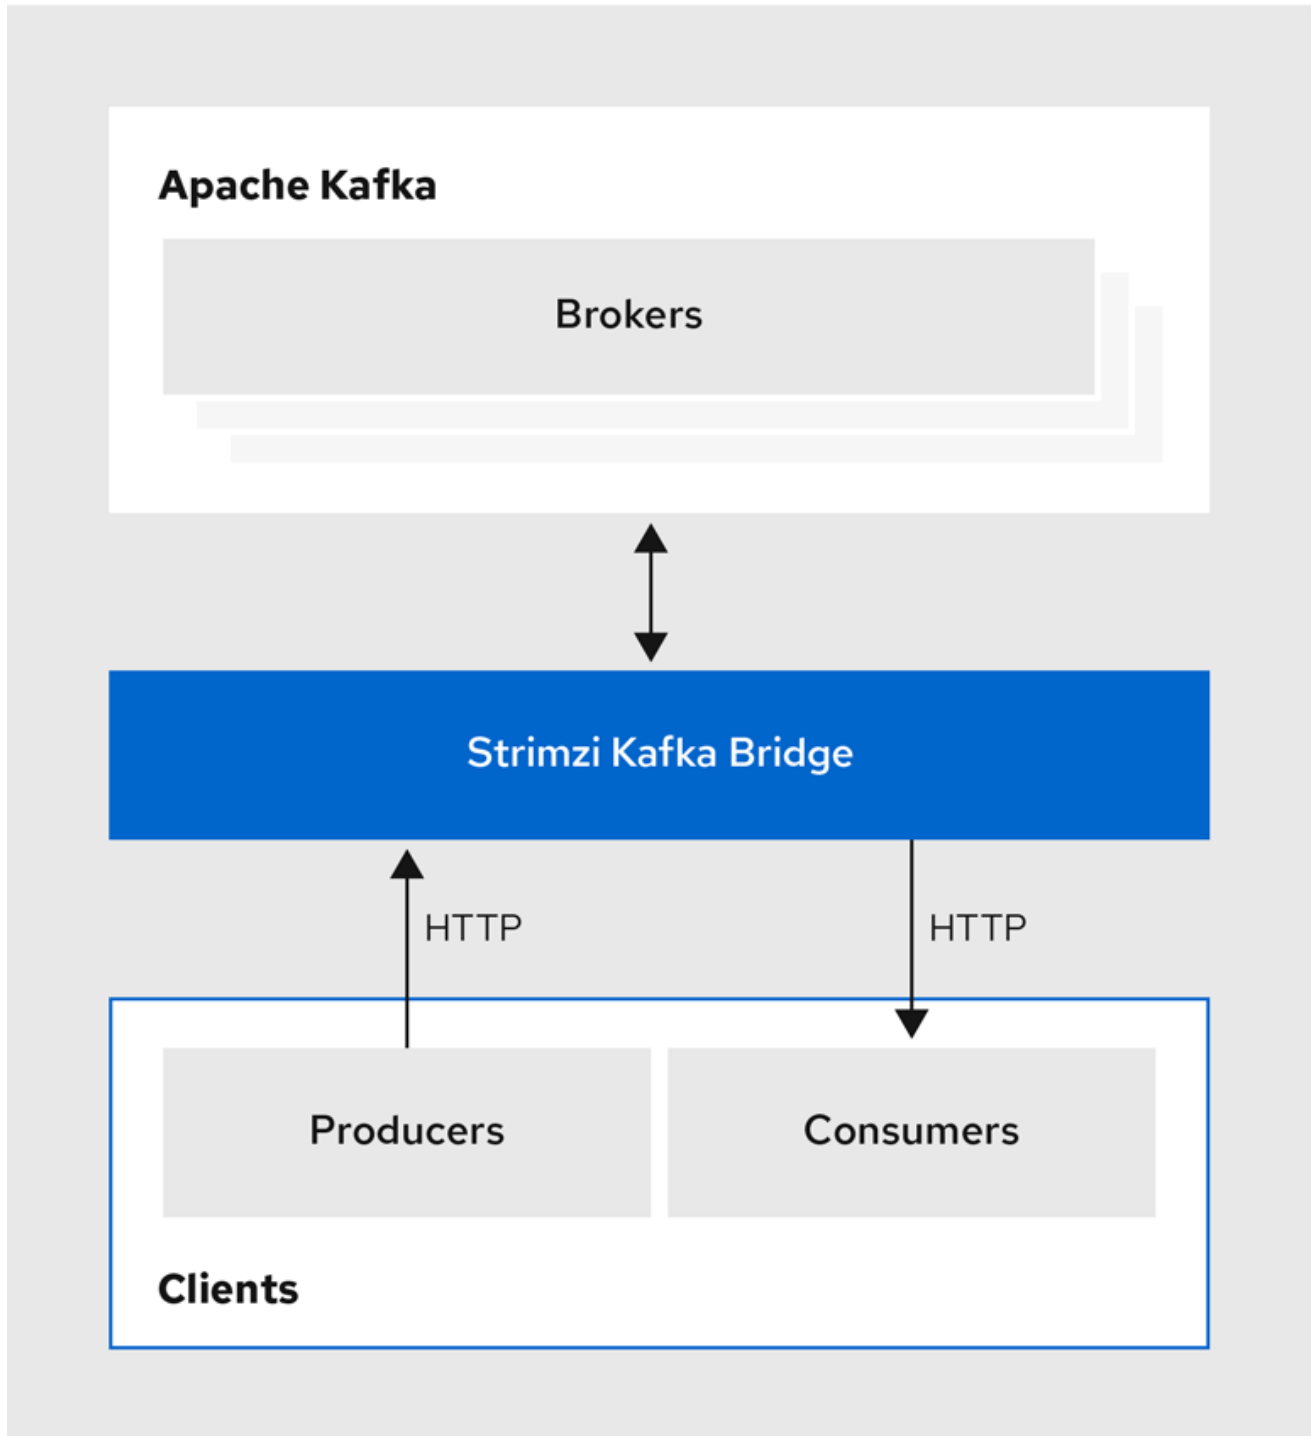 Apache Kafka
Brokers
Strimzi Kafka Bridge
HTTP
HTTP
Producers
Consumers
Clients